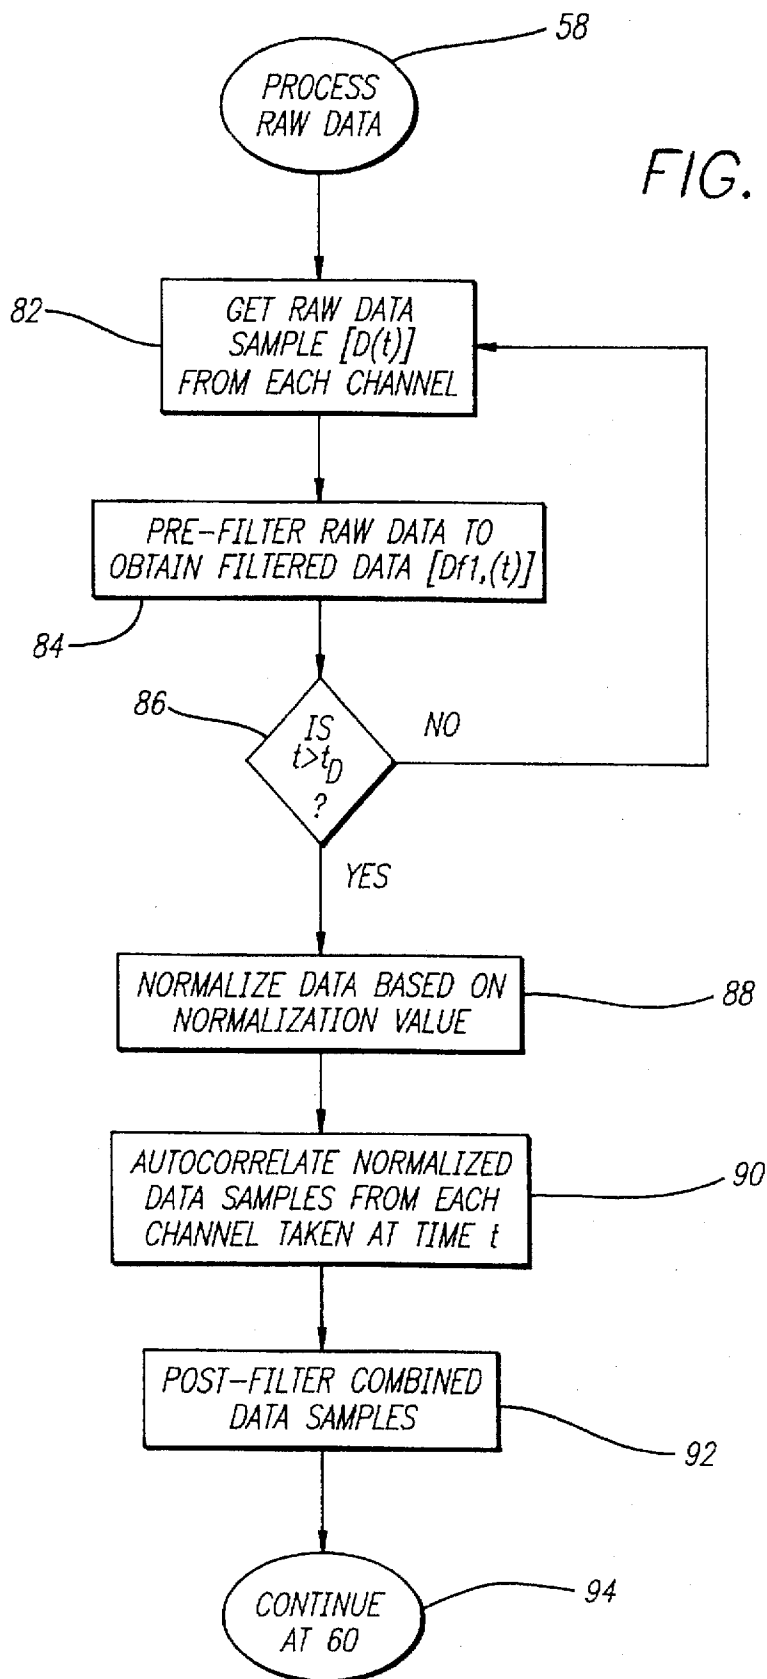 58
PROCESS
RAW DATA
FIG.
82
GET RAW DATA
SAMPLE [D(t)]
FROM EACH CHANNEL
PRE-FILTER RAW DATA TO
OBTAIN FILTERED DATA [Df1,(t)]
84
86
IS
t>tD
?
NO
YES
NORMALIZE DATA BASED ON
NORMALIZATION VALUE
88
AUTOCORRELATE NORMALIZED
DATA SAMPLES FROM EACH
CHANNEL TAKEN AT TIME t
90
POST-FILTER COMBINED
DATA SAMPLES
92
CONTINUE
AT 60
94